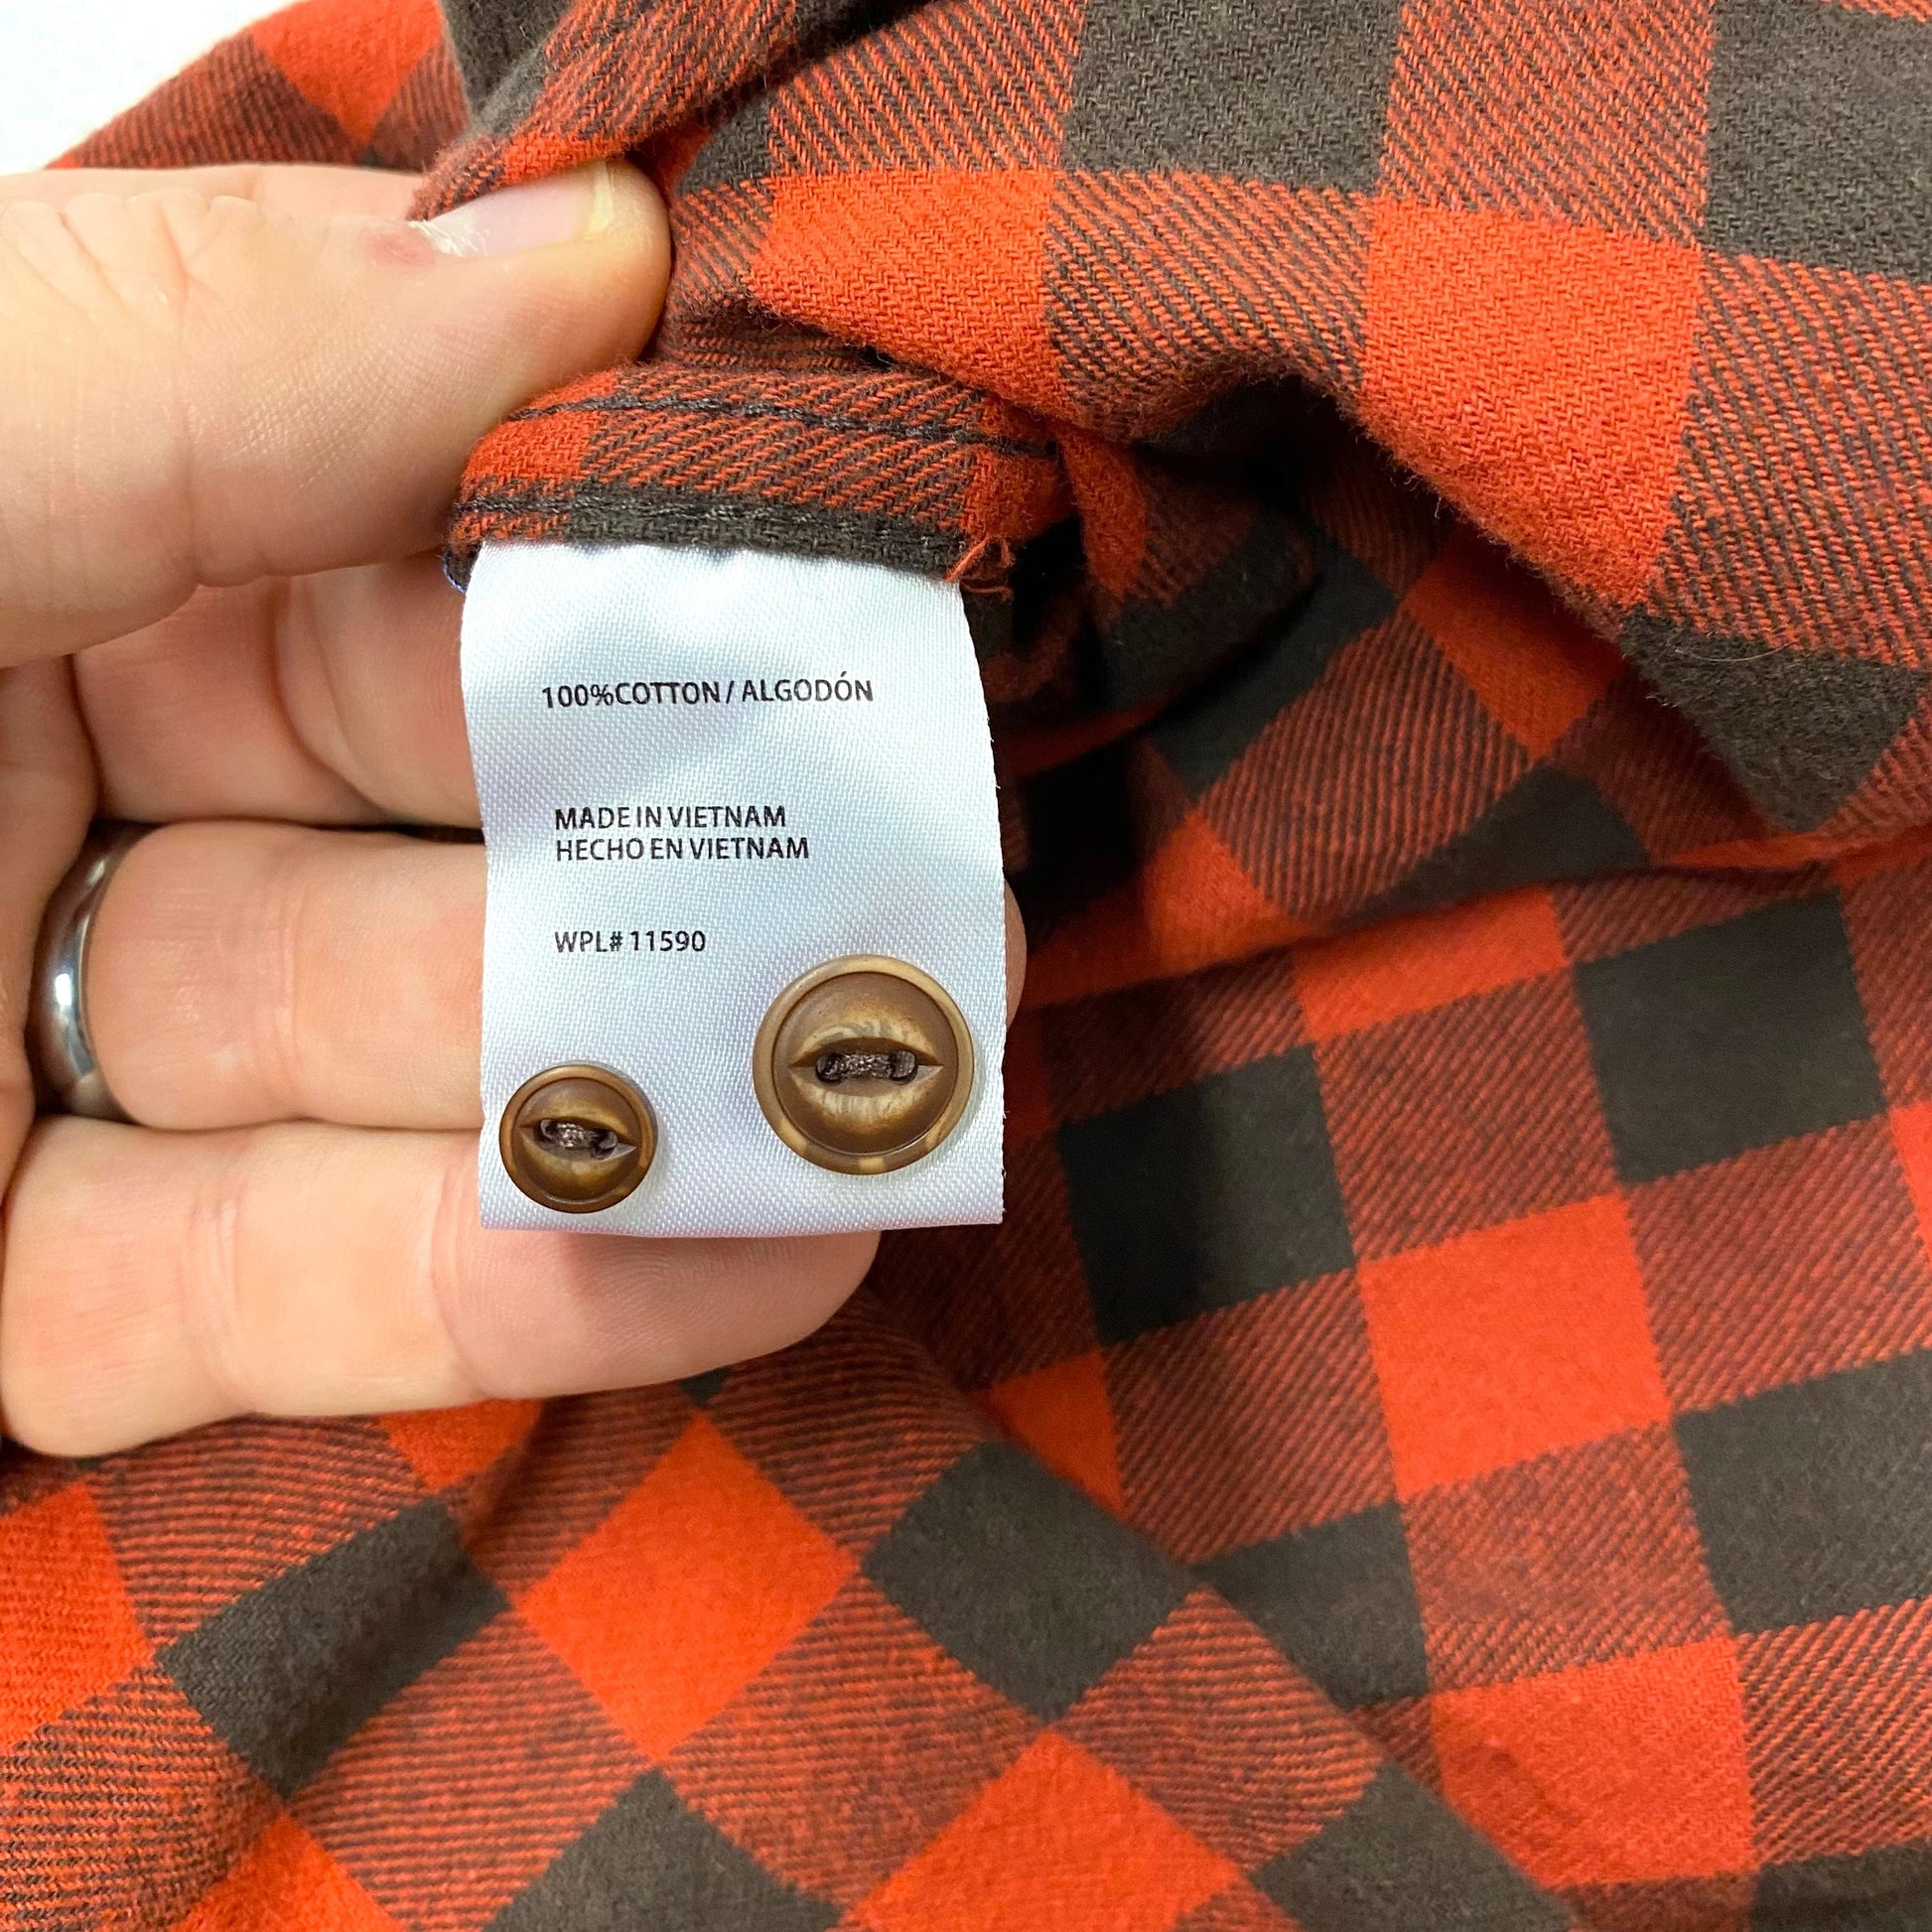 100%COTTON / ALGODÓN
MADE IN VIETNAM
HECHO EN VIETNAM
WPL# 11590